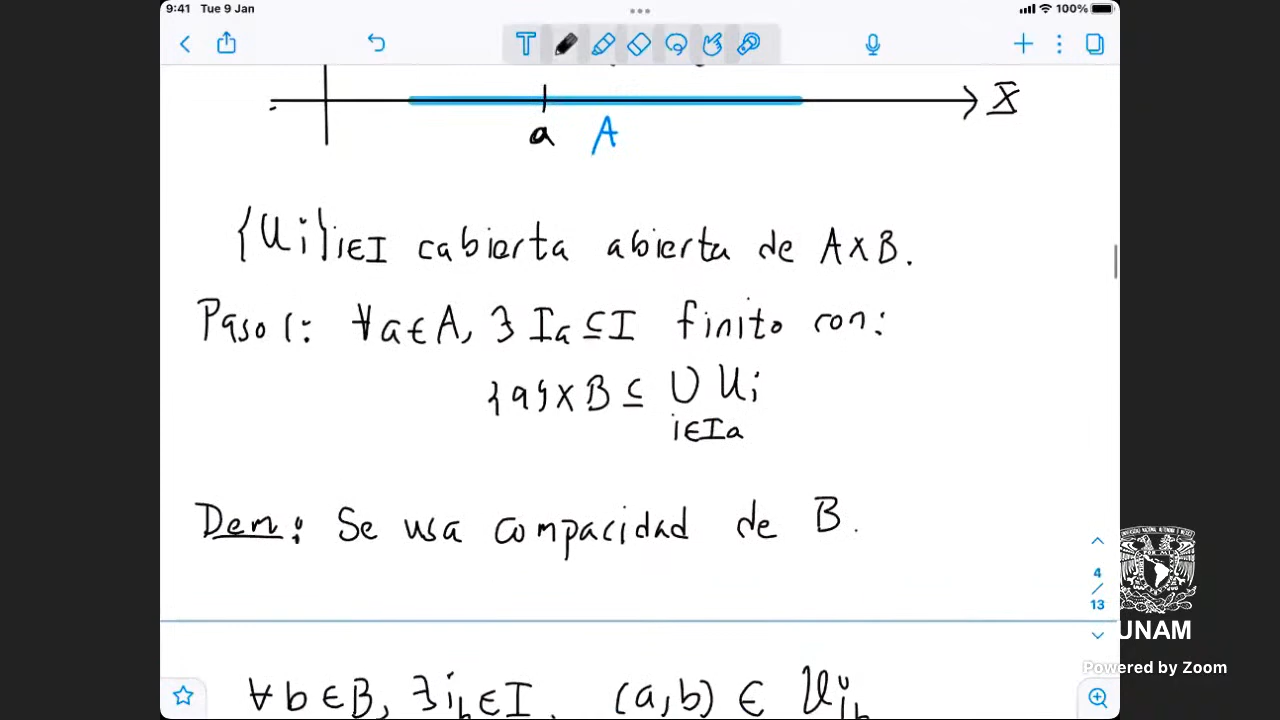 9:41 Tue 9 Jan
100%
X
a A
{Ui}i∈I cabierta abierta de A×B.
Paso 1: ∀a∈A, ∃ Ia⊆I finito con:
{a}×B ⊆ ∪ Ui
i∈Ia
Dem: Se usa compacidad de B.
4
/
13
UNAM
Powered by Zoom
∀b∈B, ∃ib∈I, (a,b) ∈ Uib